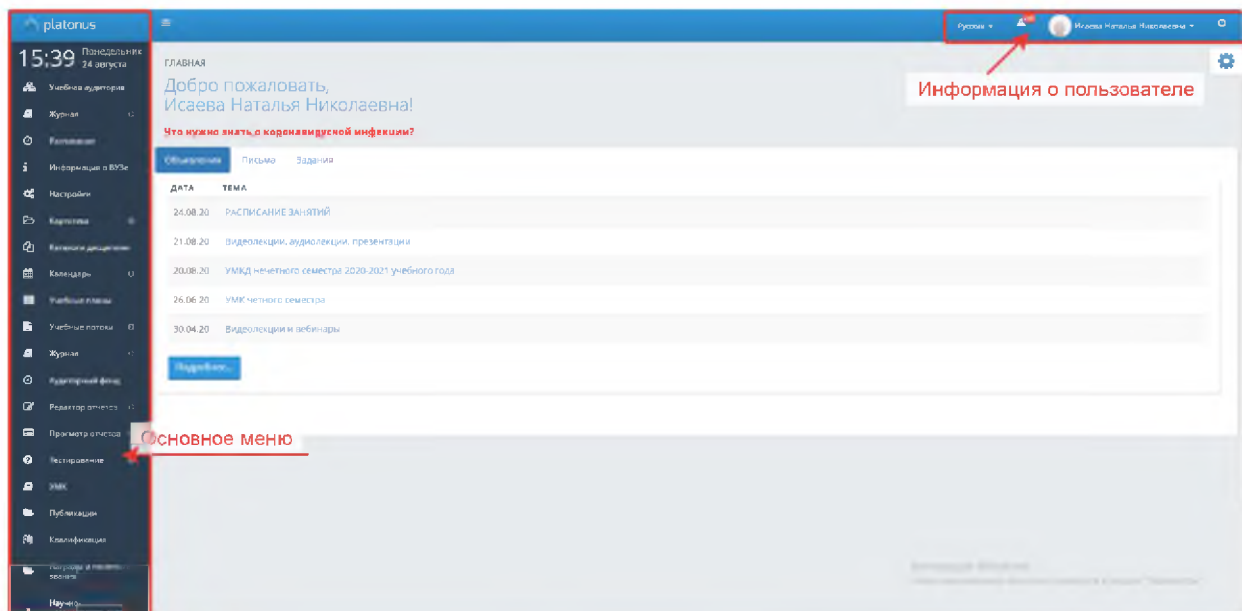 platonus
Русский
Исаева Наталья Николаевна
15:39 Понедельник
24 августа
Учебная аудитория
Журнал
Расписание
Информация о ВУЗе
Настройки
Картотека
Каталоги дисциплин
Календарь
Учебные планы
Учебные потоки
Журнал
Аудиторный фонд
Редактор отчетов
Просмотр отчетов
Тестирование
УМК
Публикации
Квалификация
звания
Научно-
ГЛАВНАЯ
Добро пожаловать,
Исаева Наталья Николаевна!
Что нужно знать о коронавирусной инфекции?
Объявления Письма Задания
ДАТА ТЕМА
24.08.20 РАСПИСАНИЕ ЗАНЯТИЙ
21.08.20 Видеолекции, аудиолекции, презентации
20.08.20 УМКД нечетного семестра 2020-2021 учебного года
26.06.20 УМК четного семестра
30.04.20 Видеолекции и вебинары
Подробнее...
Информация о пользователе
Основное меню